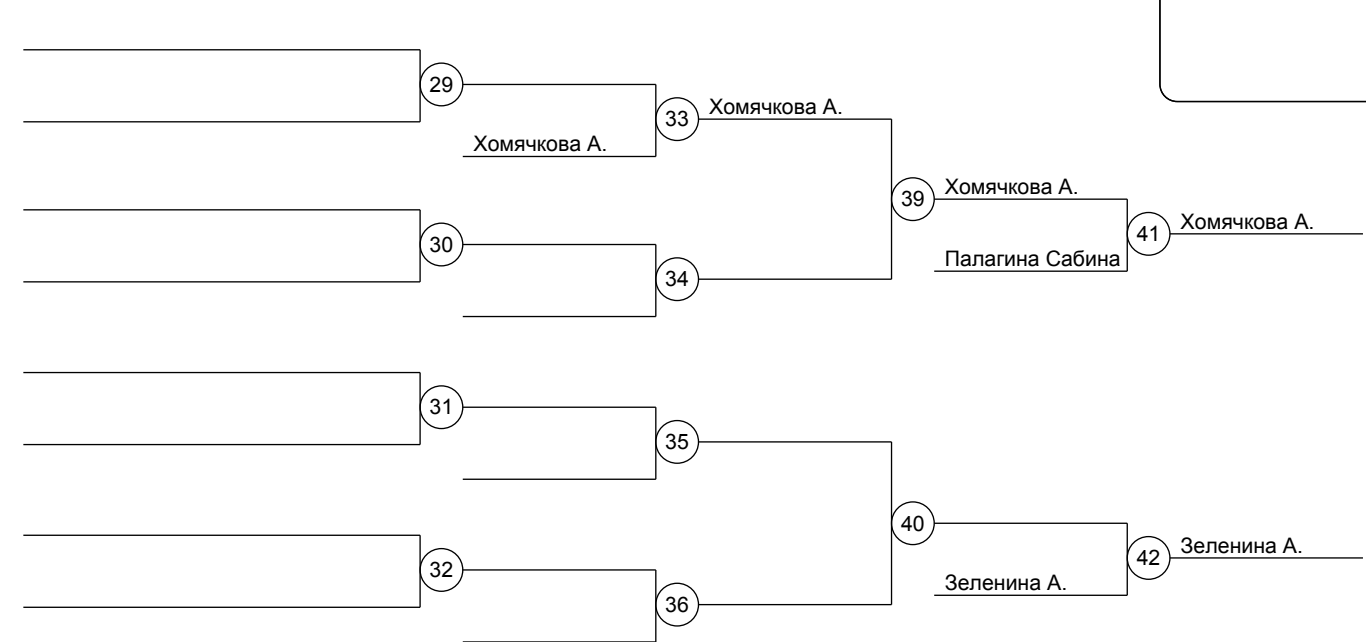 29
33 Хомячкова А.
Хомячкова А.
39 Хомячкова А.
30
41 Хомячкова А.
Палагина Сабина
34
31
35
40
42 Зеленина А.
32
Зеленина А.
36